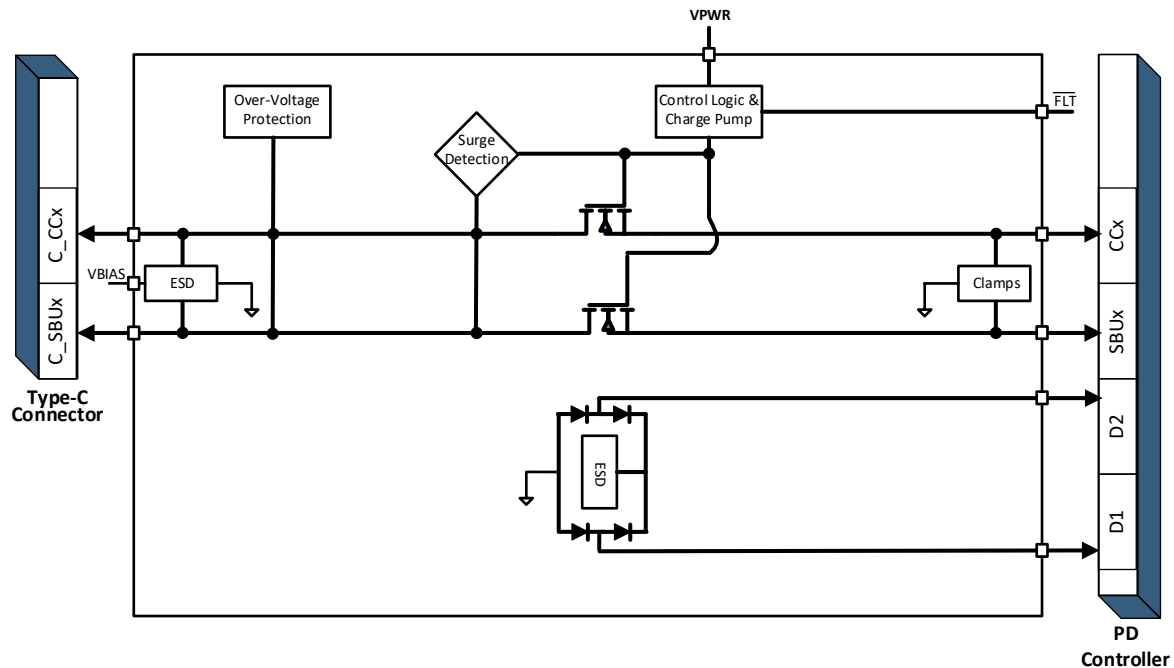 VPWR
Over-Voltage
Protection
Control Logic &
Charge Pump
FLT
Surge
Detection
C_CCx
CCx
VBIAS
ESD
Clamps
C_SBUx
SBUx
Type-C
Connector
D2
ESD
D1
PD
Controller